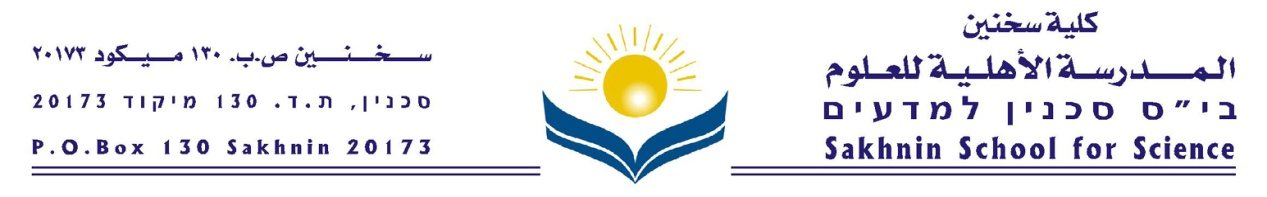 كلية سخنين
المدرسة الأهلية للعلوم
בי״ס סכנין למדעים
Sakhnin School for Science
سخنين ص.ب. ١٣٠ ميكود ٢٠١٧٣
סכנין, ת.ד. 130 מיקוד 20173
P.O.Box 130 Sakhnin 20173